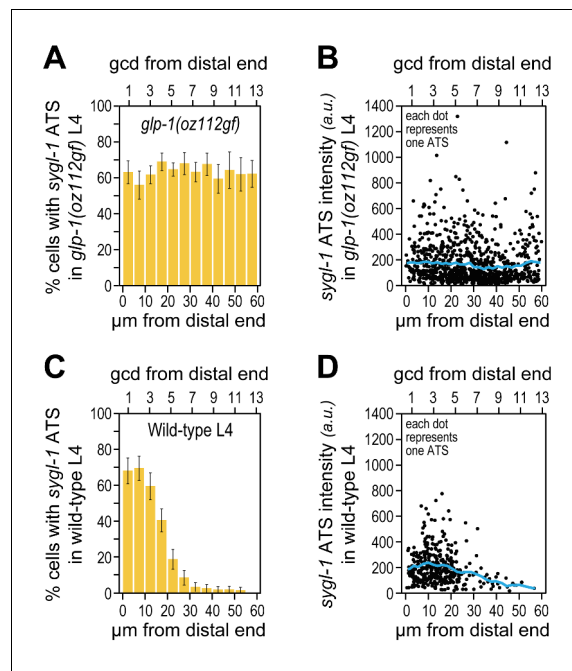 A
gcd from distal end
1 3 5 7 9 11 13
% cells with sygl-1 ATS
in glp-1(oz112gf) L4
100
80
60
40
20
0
glp-1(oz112gf)
0 10 20 30 40 50 60
µm from distal end
B
gcd from distal end
1 3 5 7 9 11 13
sygl-1 ATS intensity (a.u.)
in glp-1(oz112gf) L4
1400
1200
1000
800
600
400
200
0
each dot
represents
one ATS
0 10 20 30 40 50 60
µm from distal end
C
gcd from distal end
1 3 5 7 9 11 13
% cells with sygl-1 ATS
in wild-type L4
100
80
60
40
20
0
Wild-type L4
0 10 20 30 40 50 60
µm from distal end
D
gcd from distal end
1 3 5 7 9 11 13
sygl-1 ATS intensity (a.u.)
in wild-type L4
1400
1200
1000
800
600
400
200
0
each dot
represents
one ATS
0 10 20 30 40 50 60
µm from distal end